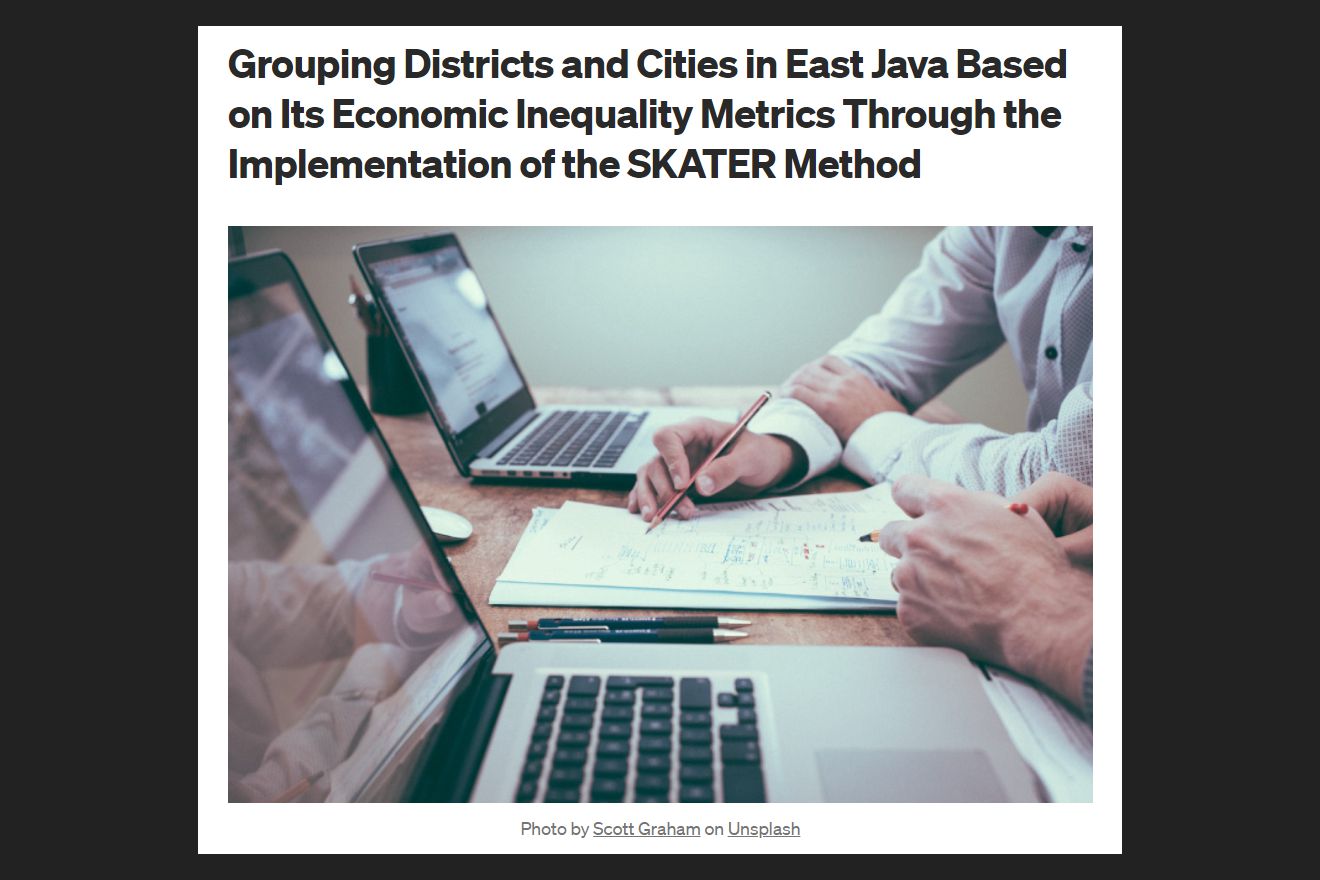 Grouping Districts and Cities in East Java Based
on Its Economic Inequality Metrics Through the
Implementation of the SKATER Method
Photo by Scott Graham on Unsplash